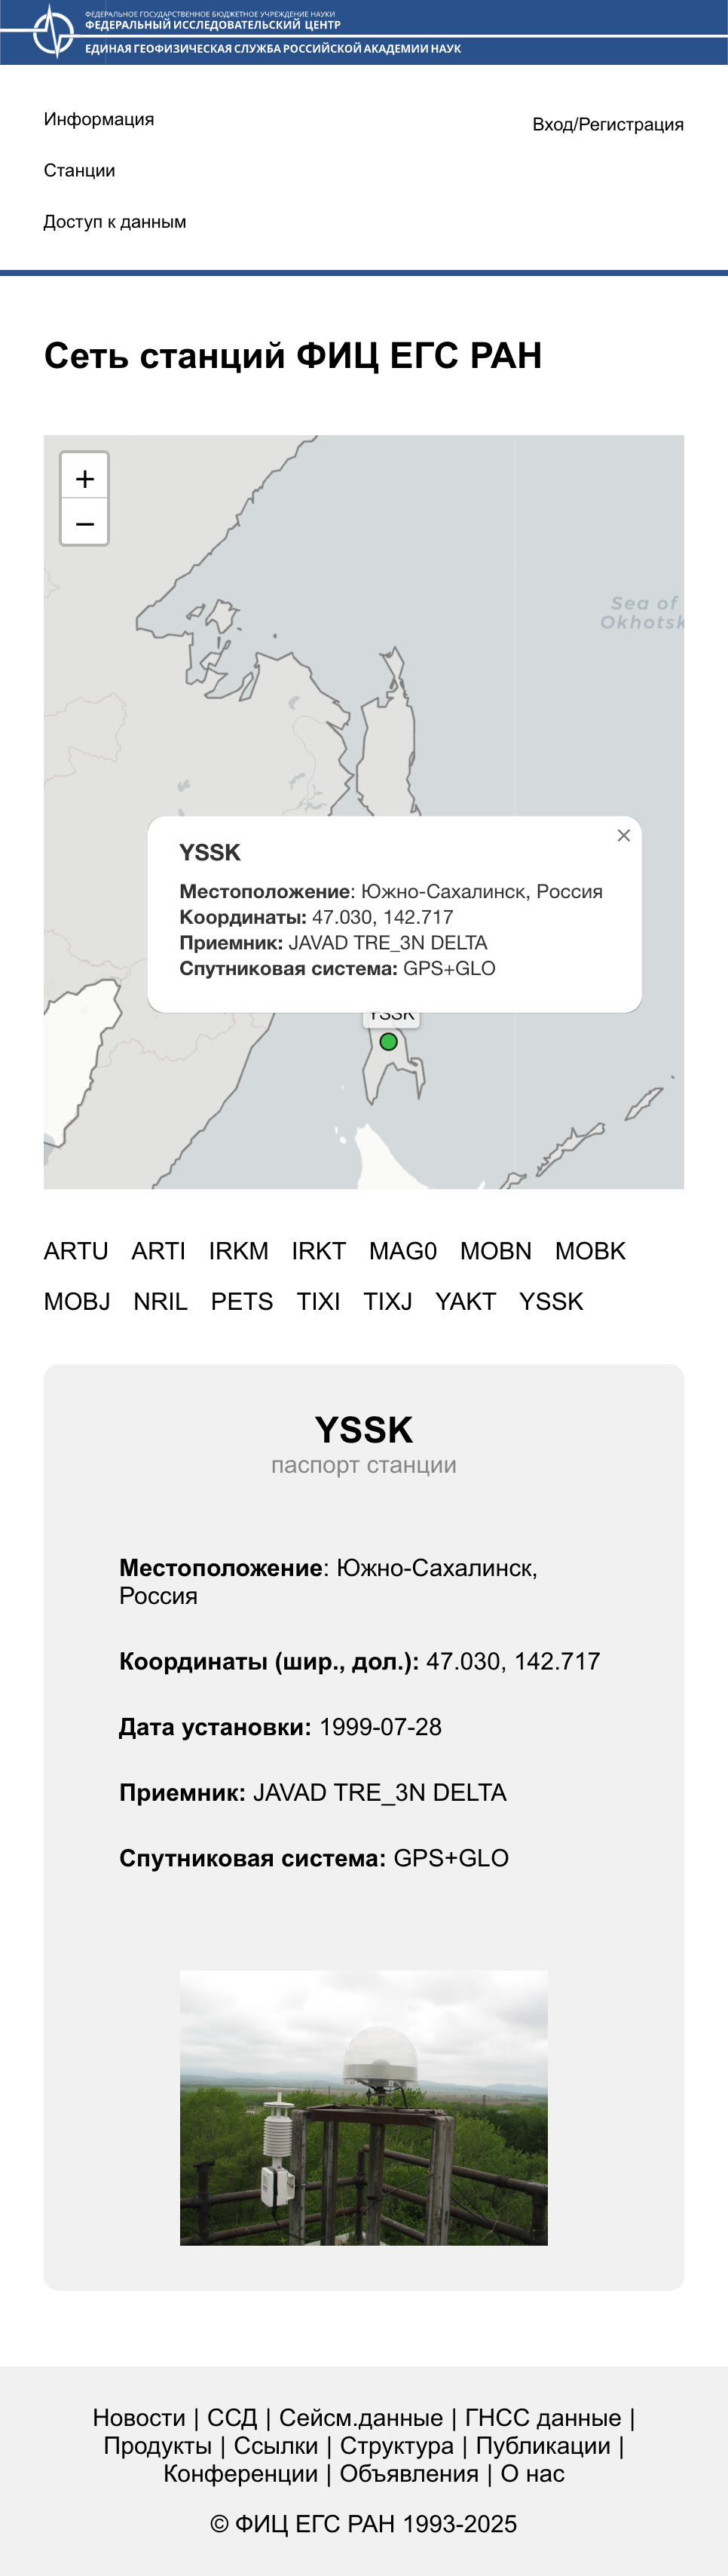 ФЕДЕРАЛЬНОЕ ГОСУДАРСТВЕННОЕ БЮДЖЕТНОЕ УЧРЕЖДЕНИЕ НАУКИ
ФЕДЕРАЛЬНЫЙ ИССЛЕДОВАТЕЛЬСКИЙ ЦЕНТР
ЕДИНАЯ ГЕОФИЗИЧЕСКАЯ СЛУЖБА РОССИЙСКОЙ АКАДЕМИИ НАУК
Информация
Вход/Регистрация
Станции
Доступ к данным
Сеть станций ФИЦ ЕГС РАН
+
−
Sea of
Okhotsk
×
YSSK
Местоположение: Южно-Сахалинск, Россия
Координаты: 47.030, 142.717
Приемник: JAVAD TRE_3N DELTA
Спутниковая система: GPS+GLO
YSSK
ARTU ARTI IRKM IRKT MAG0 MOBN MOBK
MOBJ NRIL PETS TIXI TIXJ YAKT YSSK
YSSK
паспорт станции
Местоположение: Южно-Сахалинск,
Россия
Координаты (шир., дол.): 47.030, 142.717
Дата установки: 1999-07-28
Приемник: JAVAD TRE_3N DELTA
Спутниковая система: GPS+GLO
Новости | ССД | Сейсм.данные | ГНСС данные |
Продукты | Ссылки | Структура | Публикации |
Конференции | Объявления | О нас
© ФИЦ ЕГС РАН 1993-2025